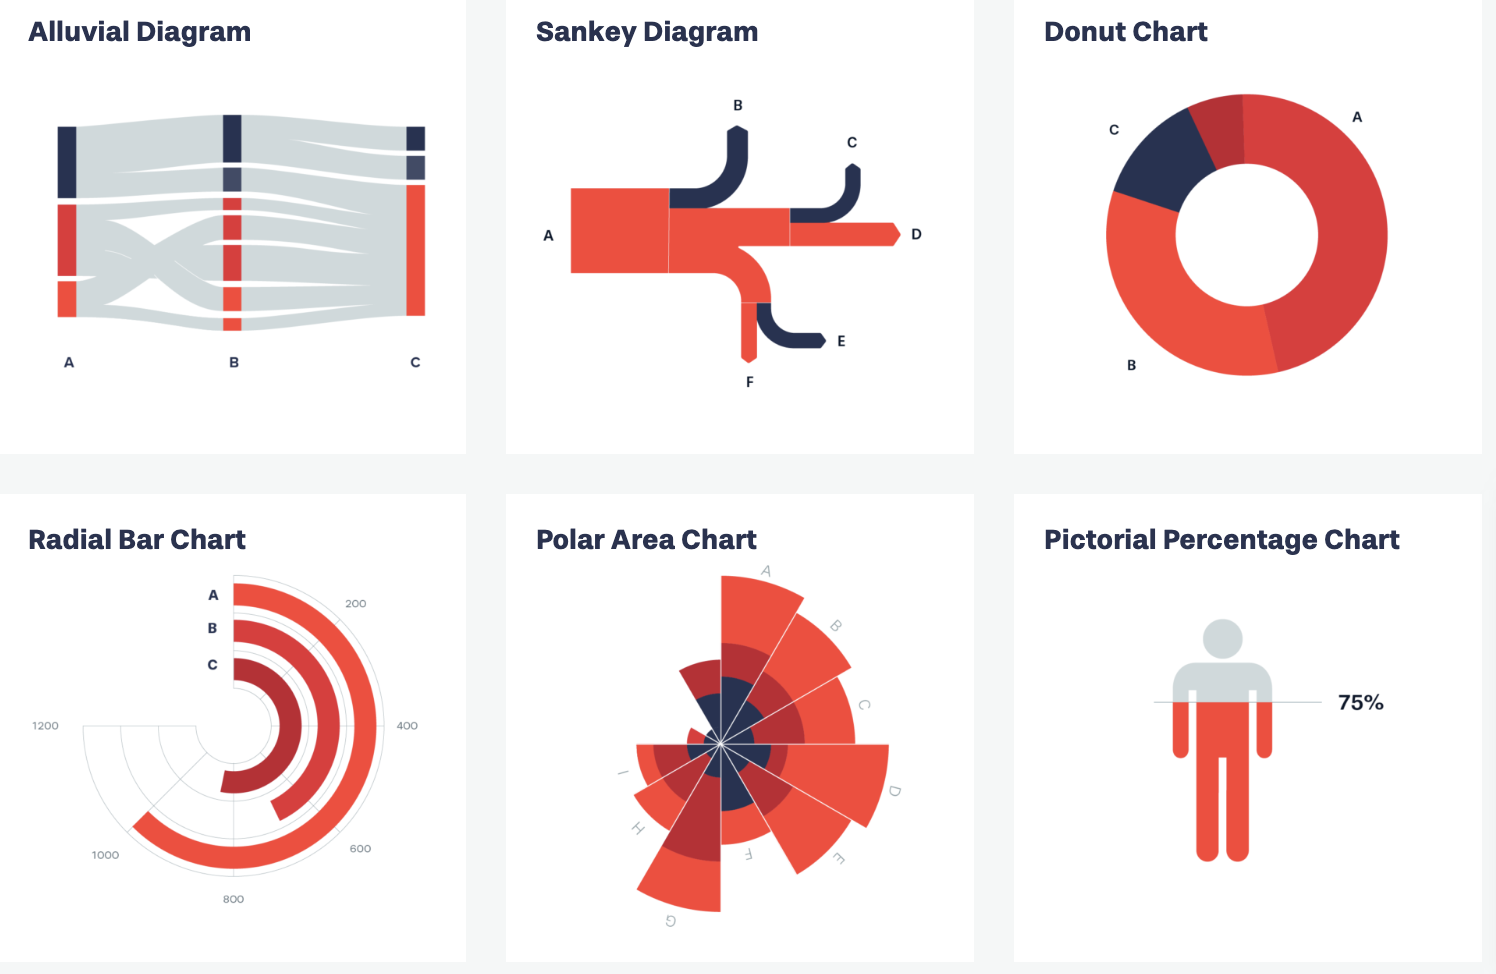 Alluvial Diagram
A
B
C
Sankey Diagram
B
C
A
D
E
F
Donut Chart
C
A
B
Radial Bar Chart
A
B
C
200
1200
400
1000
600
800
Polar Area Chart
A
B
C
D
E
F
G
H
I
Pictorial Percentage Chart
75%